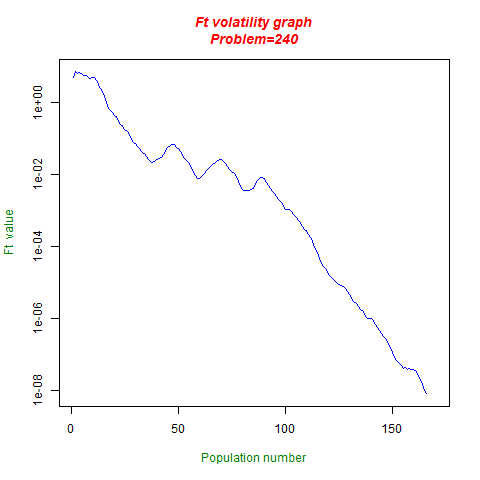 Ft volatility graph
Problem=240
Ft value
1e+00
1e-02
1e-04
1e-06
1e-08
0
50
100
150
Population number